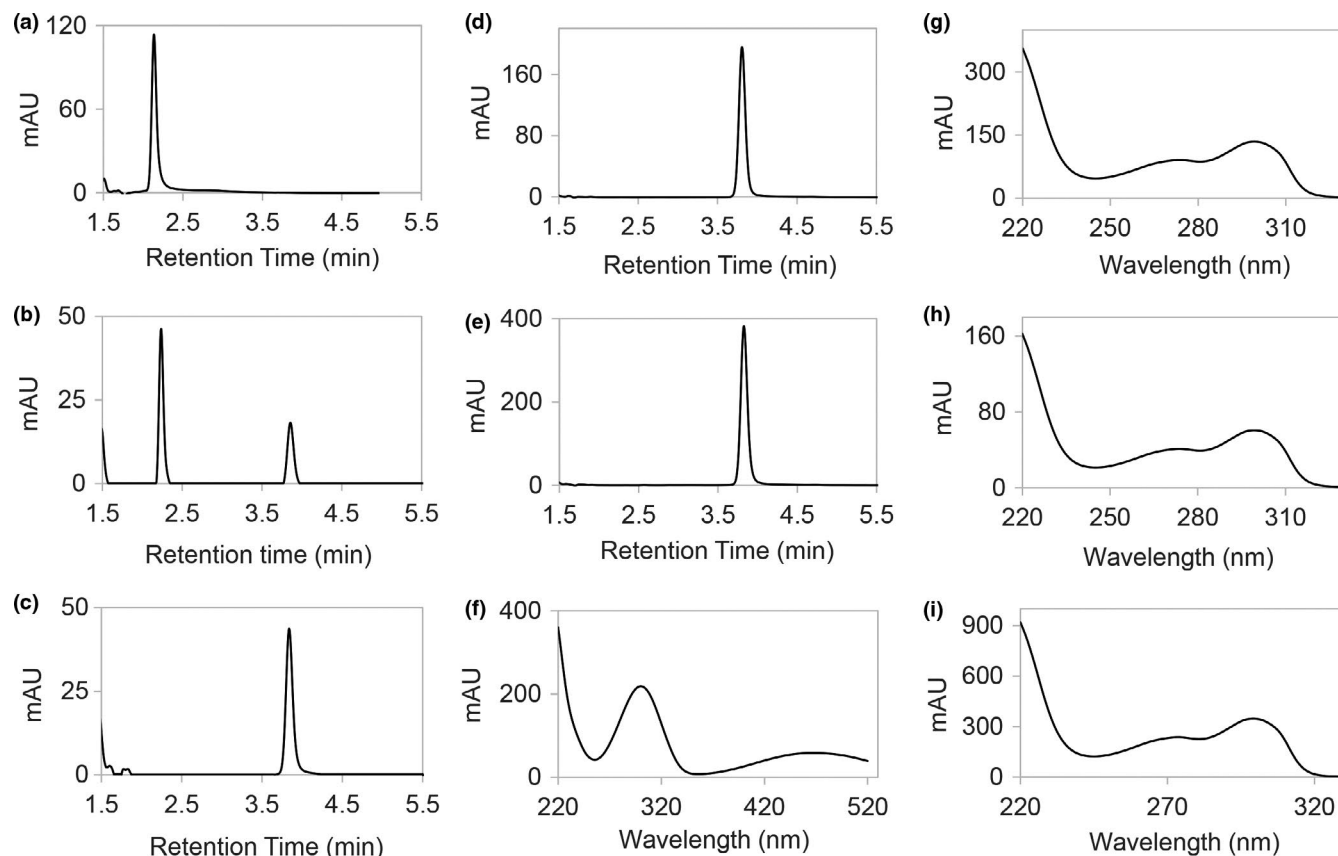 (a)
120
60
0
mAU
1.5 2.5 3.5 4.5 5.5
Retention Time (min)
(b)
50
25
0
mAU
1.5 2.5 3.5 4.5 5.5
Retention time (min)
(c)
50
25
0
mAU
1.5 2.5 3.5 4.5 5.5
Retention Time (min)
(d)
160
80
0
mAU
1.5 2.5 3.5 4.5 5.5
Retention Time (min)
(e)
400
200
0
mAU
1.5 2.5 3.5 4.5 5.5
Retention Time (min)
(f)
400
200
0
mAU
220 320 420 520
Wavelength (nm)
(g)
300
150
0
mAU
220 250 280 310
Wavelength (nm)
(h)
160
80
0
mAU
220 250 280 310
Wavelength (nm)
(i)
900
600
300
0
mAU
220 270 320
Wavelength (nm)